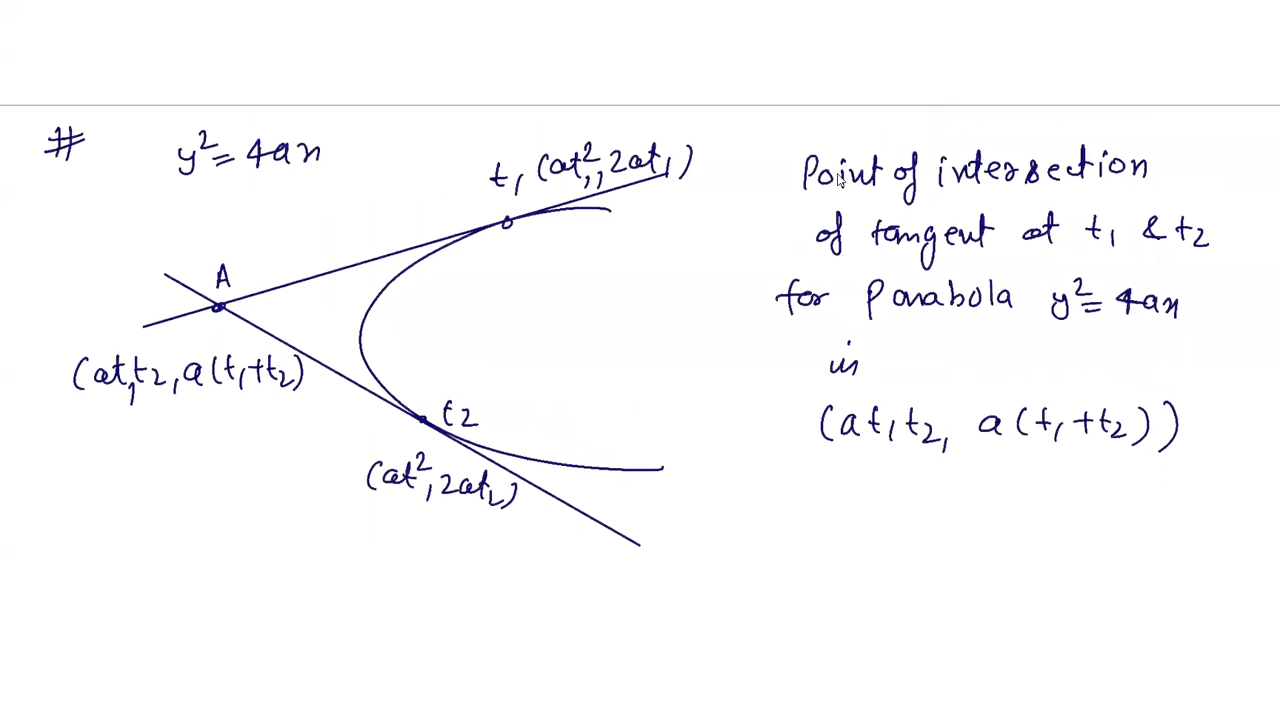 # y² = 4ax
t₁ (at₁², 2at₁)
A
(at₁t₂, a(t₁+t₂)
t₂
(at², 2at₂)
Point of intersection
of tangent at t₁ & t₂
for Parabola y² = 4ax
is
(at₁t₂, a(t₁+t₂))